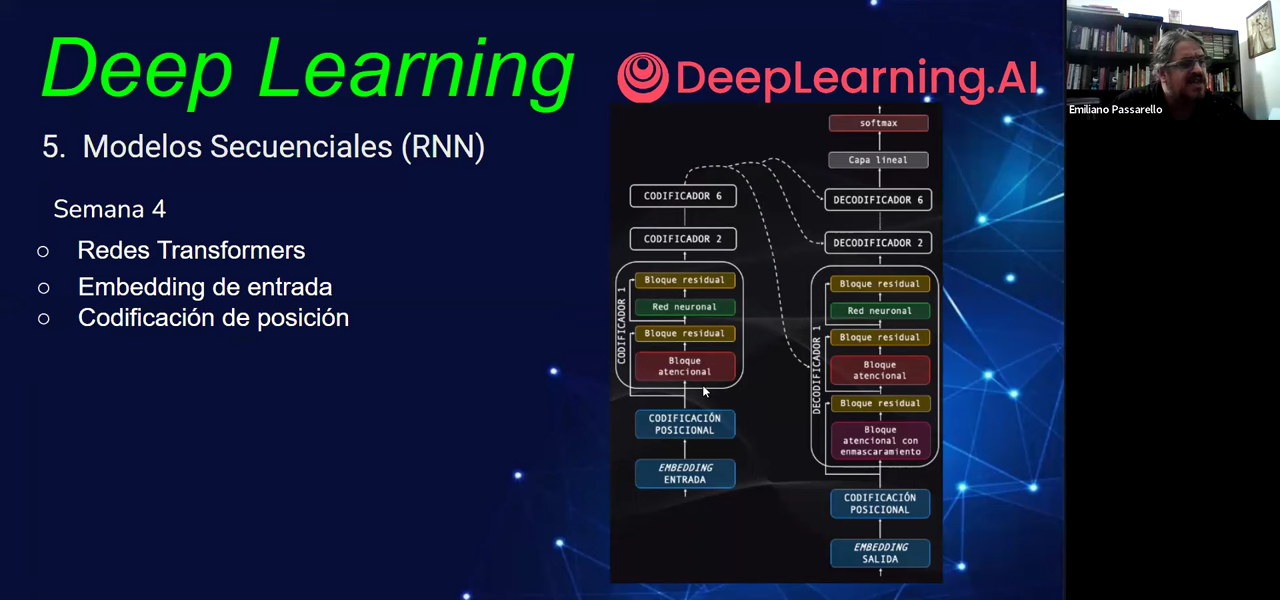 Deep Learning
DeepLearning.AI
5. Modelos Secuenciales (RNN)
Semana 4
Redes Transformers
Embedding de entrada
Codificación de posición
CODIFICADOR 6
CODIFICADOR 2
CODIFICADOR 1
Bloque residual
Red neuronal
Bloque residual
Bloque
atencional
CODIFICACIÓN
POSICIONAL
EMBEDDING
ENTRADA
softmax
Capa lineal
DECODIFICADOR 6
DECODIFICADOR 2
DECODIFICADOR 1
Bloque residual
Red neuronal
Bloque residual
Bloque
atencional
Bloque residual
Bloque
atencional con
enmascaramiento
CODIFICACIÓN
POSICIONAL
EMBEDDING
SALIDA
Emiliano Passarello